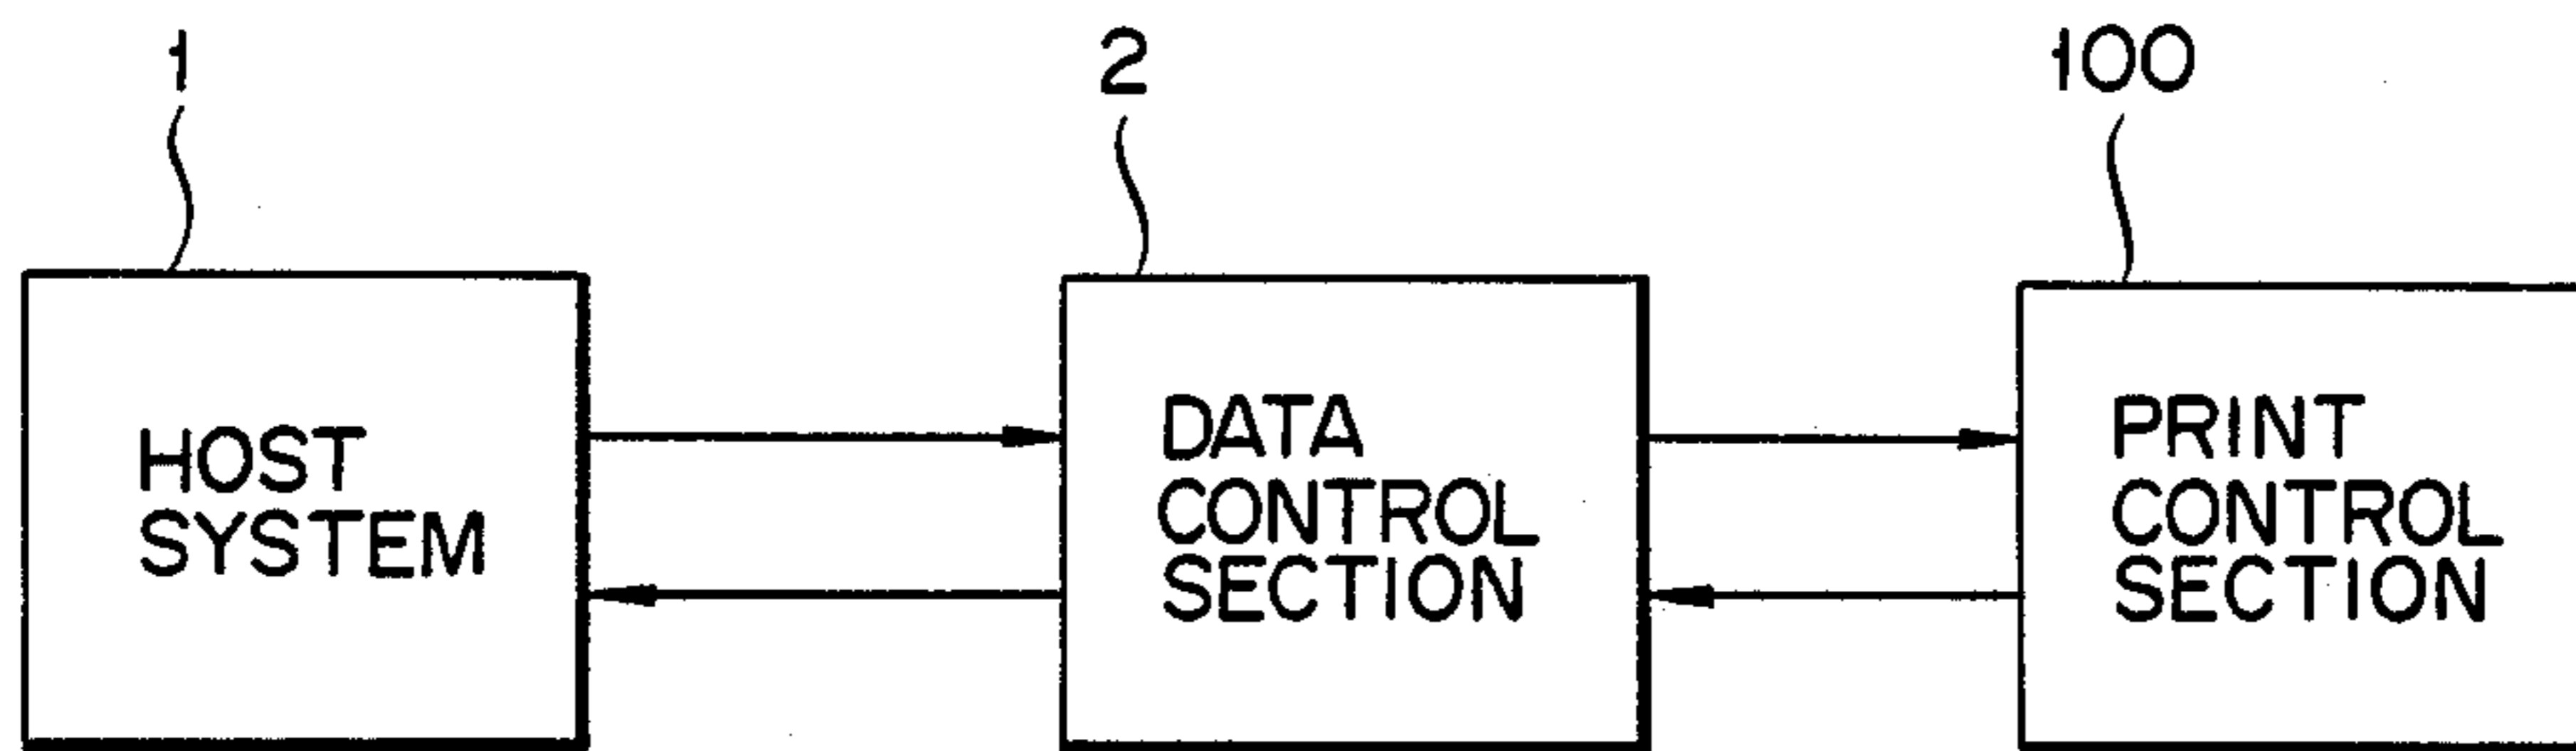 1
2
100
HOST
SYSTEM
DATA
CONTROL
SECTION
PRINT
CONTROL
SECTION